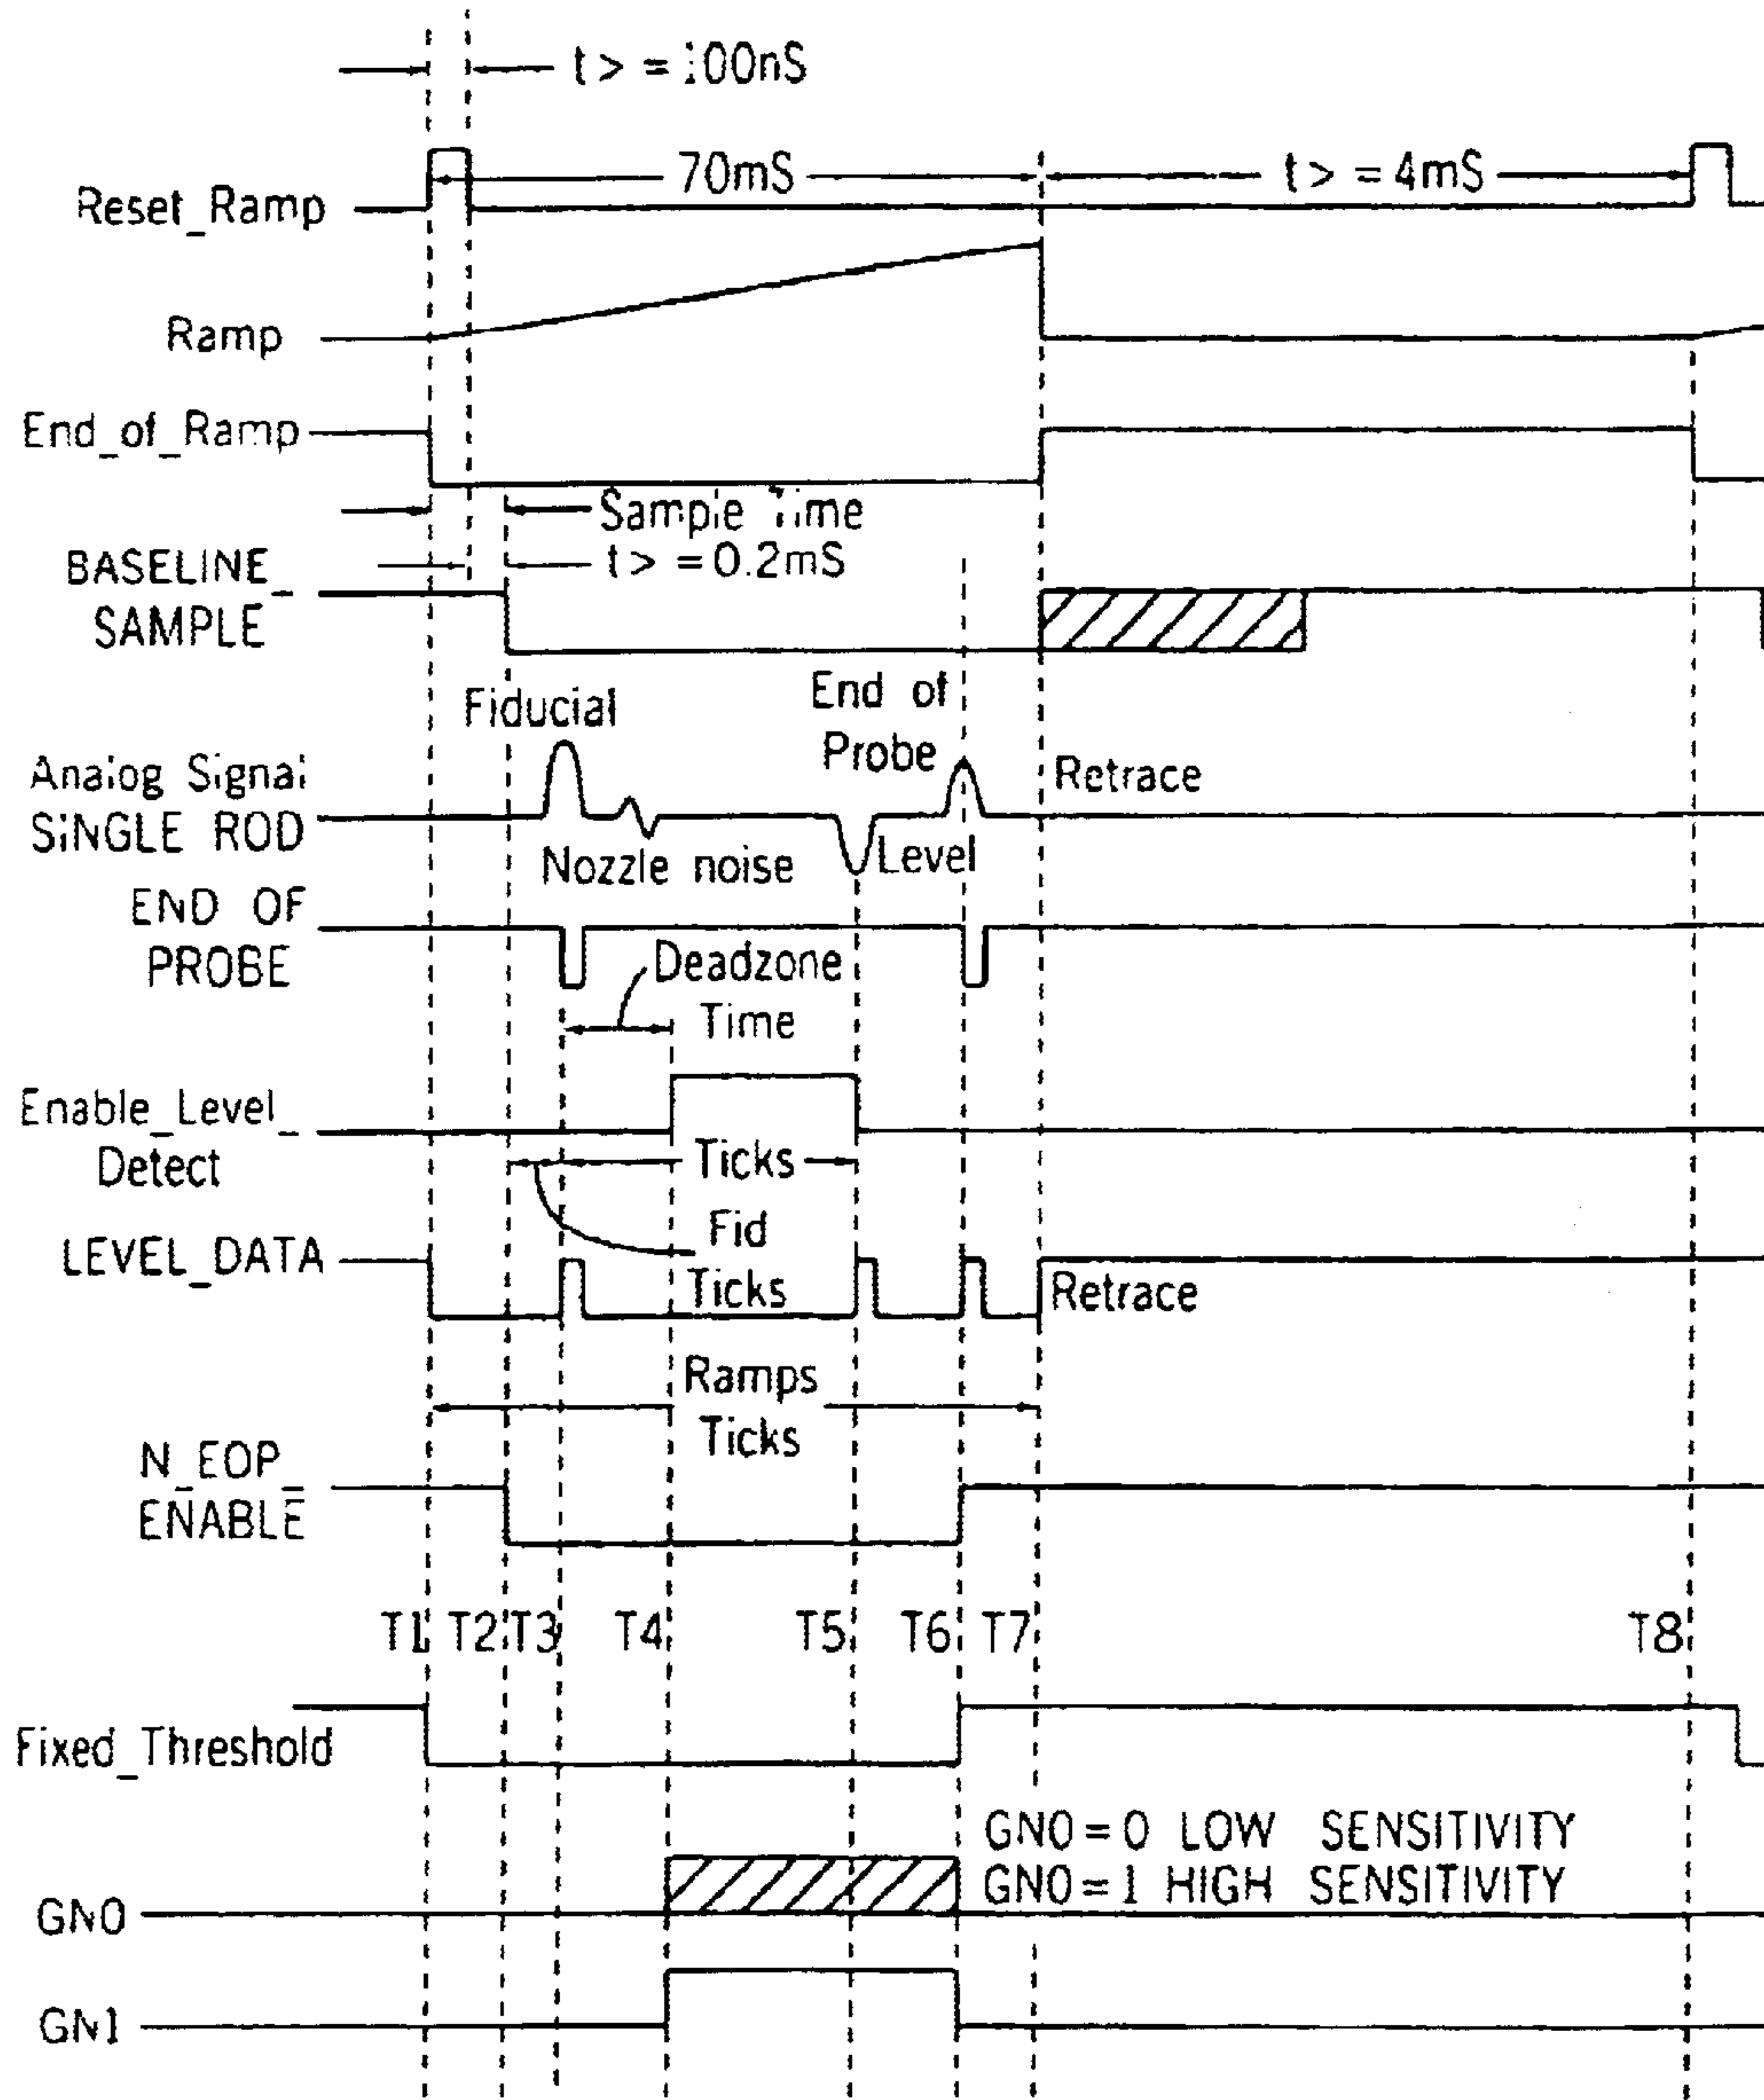 t > = 100nS
70mS
t > = 4mS
Reset_Ramp
Ramp
End_of_Ramp
Sample Time
t > = 0.2mS
BASELINE_
SAMPLE
Fiducial
End of
Probe
Analog Signal
SINGLE ROD
Retrace
Nozzle noise
Level
END OF
PROBE
Deadzone
Time
Enable_Level_
Detect
Ticks
Fid
Ticks
LEVEL_DATA
Retrace
Ramps
Ticks
N_EOP_
ENABLE
T1 T2 T3 T4 T5 T6 T7 T8
Fixed_Threshold
GN0 = 0 LOW SENSITIVITY
GN0 = 1 HIGH SENSITIVITY
GN0
GN1